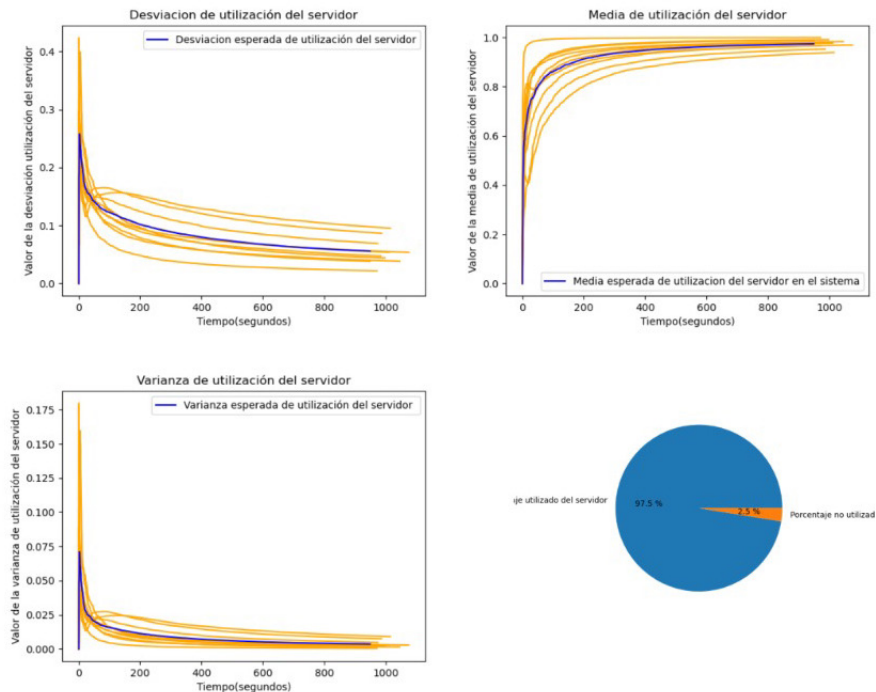 Desviacion de utilización del servidor
Desviacion esperada de utilización del servidor
Valor de la desviación utilización del servidor
0.4
0.3
0.2
0.1
0.0
0
200
400
600
800
1000
Tiempo(segundos)
Media de utilización del servidor
Valor de la media de utilización del servidor
1.0
0.8
0.6
0.4
0.2
0.0
Media esperada de utilizacion del servidor en el sistema
0
200
400
600
800
1000
Tiempo(segundos)
Varianza de utilización del servidor
Varianza esperada de utilización del servidor
Valor de la varianza de utilización del servidor
0.175
0.150
0.125
0.100
0.075
0.050
0.025
0.000
0
200
400
600
800
1000
Tiempo(segundos)
je utilizado del servidor
97.5 %
2.5 %
Porcentaje no utilizad